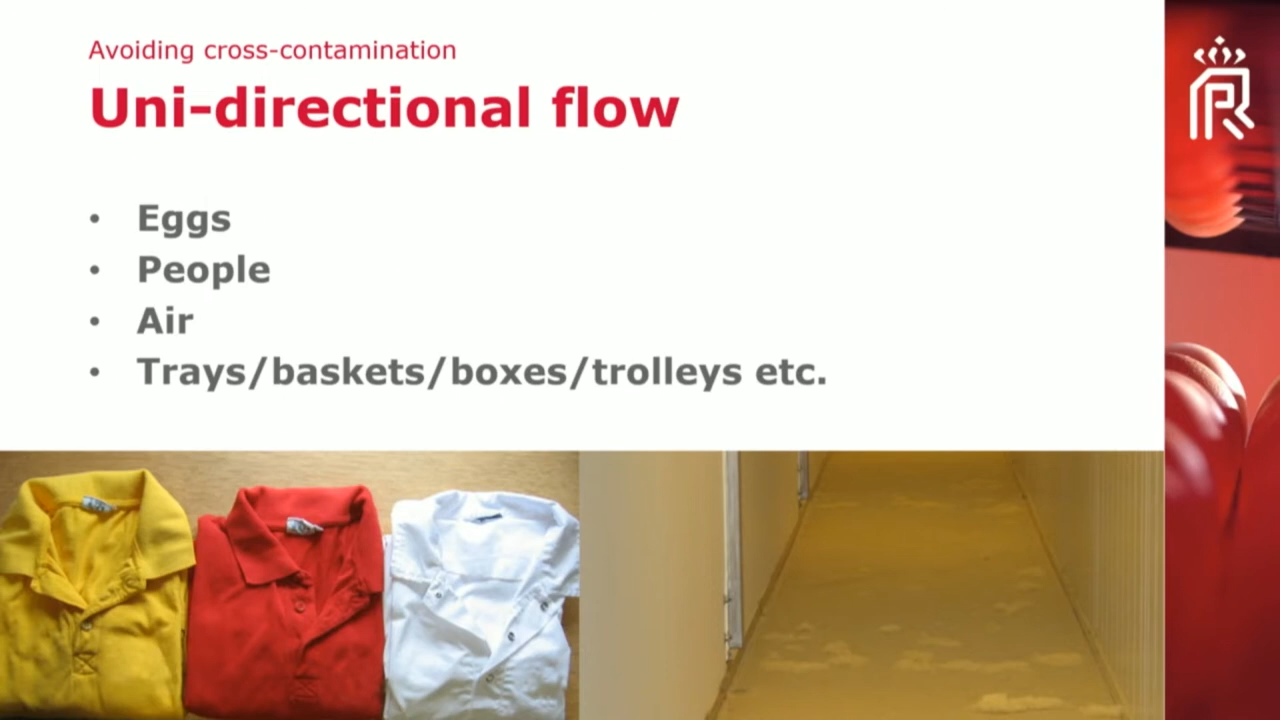 Avoiding cross-contamination
Uni-directional flow
• Eggs
• People
• Air
• Trays/baskets/boxes/trolleys etc.